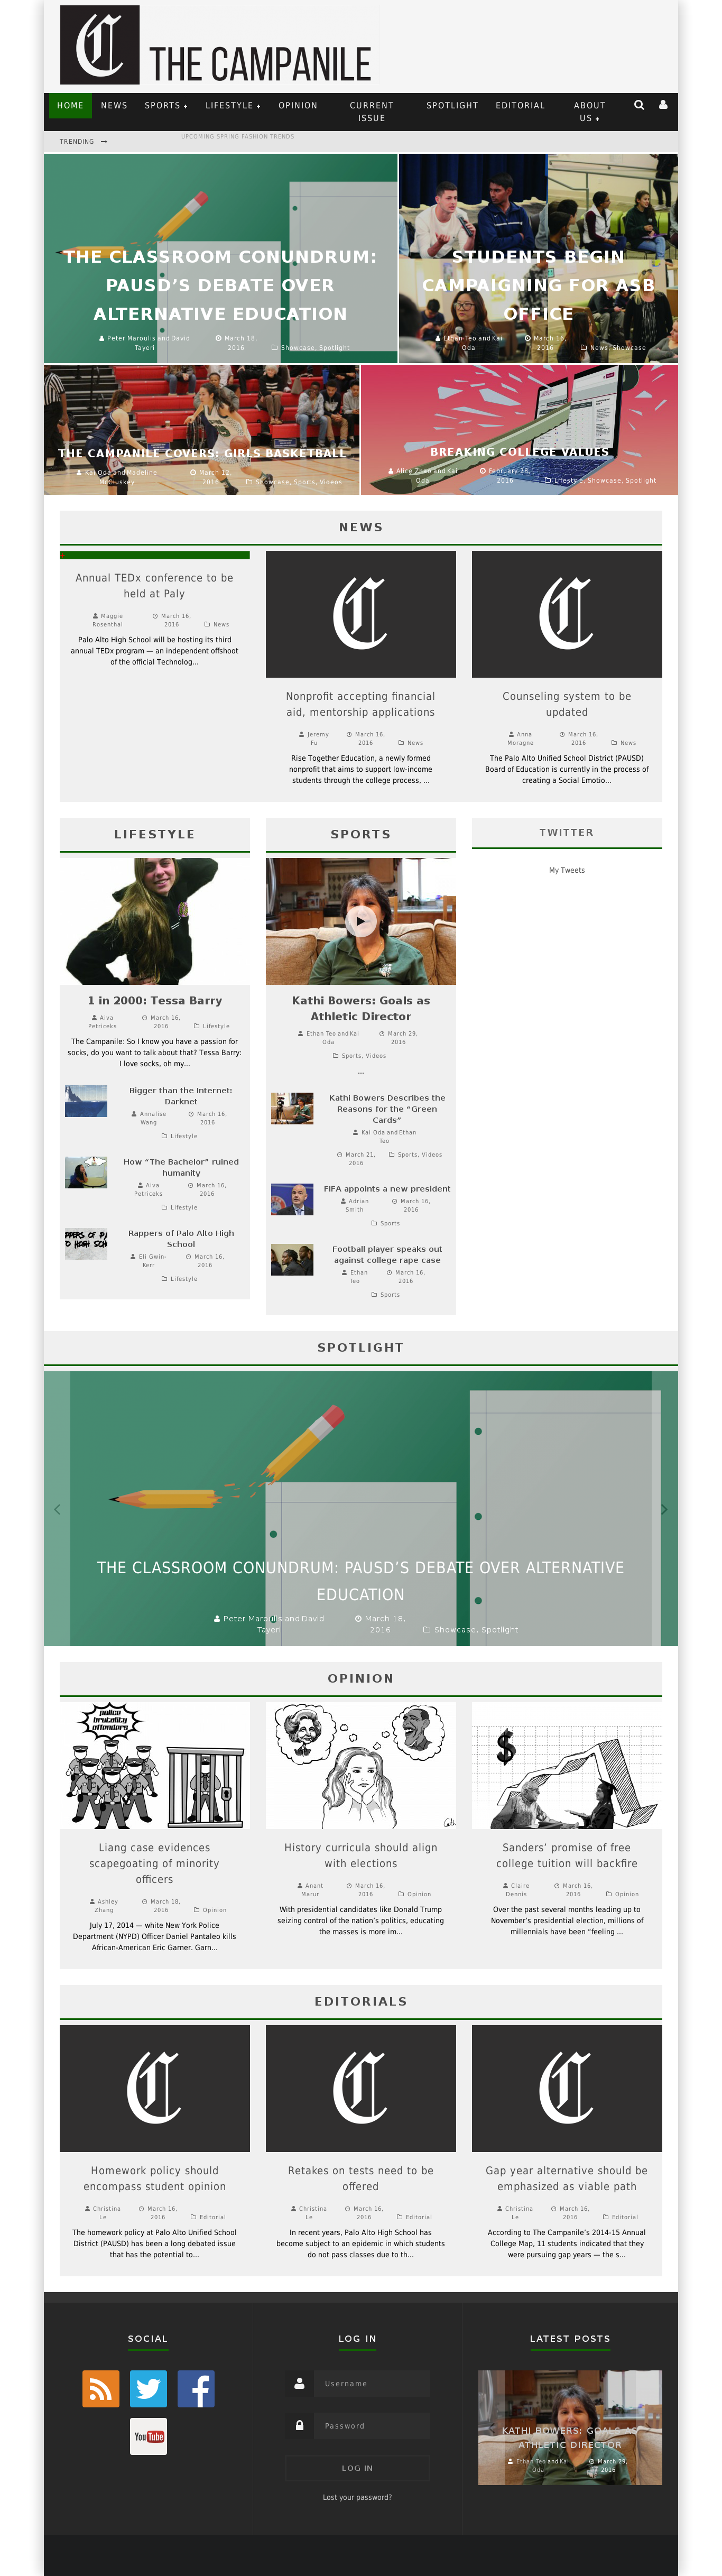 THE CAMPANILE
HOME NEWS SPORTS LIFESTYLE OPINION CURRENT ISSUE SPOTLIGHT EDITORIAL ABOUT US
TRENDING
UPCOMING SPRING FASHION TRENDS
THE CLASSROOM CONUNDRUM:
PAUSD'S DEBATE OVER
ALTERNATIVE EDUCATION
Peter Maroulis and David Tayeri March 18, 2016 Showcase, Spotlight
STUDENTS BEGIN
CAMPAIGNING FOR ASB
OFFICE
Ethan Teo and Kai Oda March 16, 2016 News, Showcase
THE CAMPANILE COVERS: GIRLS BASKETBALL
Kai Oda and Madeline McCluskey March 12, 2016 Showcase, Sports, Videos
BREAKING COLLEGE VALUES
Alice Zhao and Kai Oda February 26, 2016 Lifestyle, Showcase, Spotlight
NEWS
Annual TEDx conference to be
held at Paly
Maggie Rosenthal March 16, 2016 News
Palo Alto High School will be hosting its third
annual TEDx program — an independent offshoot
of the official Technolog...
Nonprofit accepting financial
aid, mentorship applications
Jeremy Fu March 16, 2016 News
Rise Together Education, a newly formed
nonprofit that aims to support low-income
students through the college process, ...
Counseling system to be
updated
Anna Moragne March 16, 2016 News
The Palo Alto Unified School District (PAUSD)
Board of Education is currently in the process of
creating a Social Emotio...
LIFESTYLE
1 in 2000: Tessa Barry
Aiva Petriceks March 16, 2016 Lifestyle
The Campanile: So I know you have a passion for
socks, do you want to talk about that? Tessa Barry:
I love socks, oh my...
Bigger than the Internet:
Darknet
Annalise Wang March 16, 2016
Lifestyle
How "The Bachelor" ruined
humanity
Aiva Petriceks March 16, 2016
Lifestyle
Rappers of Palo Alto High
School
Eli Gwin-Kerr March 16, 2016
Lifestyle
SPORTS
Kathi Bowers: Goals as
Athletic Director
Ethan Teo and Kai Oda March 29, 2016
Sports, Videos
...
Kathi Bowers Describes the
Reasons for the "Green
Cards"
Kai Oda and Ethan Teo
March 21, 2016 Sports, Videos
FIFA appoints a new president
Adrian Smith March 16, 2016
Sports
Football player speaks out
against college rape case
Ethan Teo March 16, 2016
Sports
TWITTER
My Tweets
SPOTLIGHT
THE CLASSROOM CONUNDRUM: PAUSD'S DEBATE OVER ALTERNATIVE
EDUCATION
Peter Maroulis and David Tayeri March 18, 2016 Showcase, Spotlight
OPINION
police
brutality
offenders
Liang case evidences
scapegoating of minority
officers
Ashley Zhang March 18, 2016 Opinion
July 17, 2014 — white New York Police
Department (NYPD) Officer Daniel Pantaleo kills
African-American Eric Garner. Garn...
History curricula should align
with elections
Anant Marur March 16, 2016 Opinion
With presidential candidates like Donald Trump
seizing control of the nation's politics, educating
the masses is more im...
$
Sanders' promise of free
college tuition will backfire
Claire Dennis March 16, 2016 Opinion
Over the past several months leading up to
November's presidential election, millions of
millennials have been "feeling ...
EDITORIALS
Homework policy should
encompass student opinion
Christina Le March 16, 2016 Editorial
The homework policy at Palo Alto Unified School
District (PAUSD) has been a long debated issue
that has the potential to...
Retakes on tests need to be
offered
Christina Le March 16, 2016 Editorial
In recent years, Palo Alto High School has
become subject to an epidemic in which students
do not pass classes due to th...
Gap year alternative should be
emphasized as viable path
Christina Le March 16, 2016 Editorial
According to The Campanile's 2014-15 Annual
College Map, 11 students indicated that they
were pursuing gap years — the s...
SOCIAL
You Tube
LOG IN
Username
Password
LOG IN
Lost your password?
LATEST POSTS
KATHI BOWERS: GOALS AS
ATHLETIC DIRECTOR
Ethan Teo and Kai Oda March 29, 2016